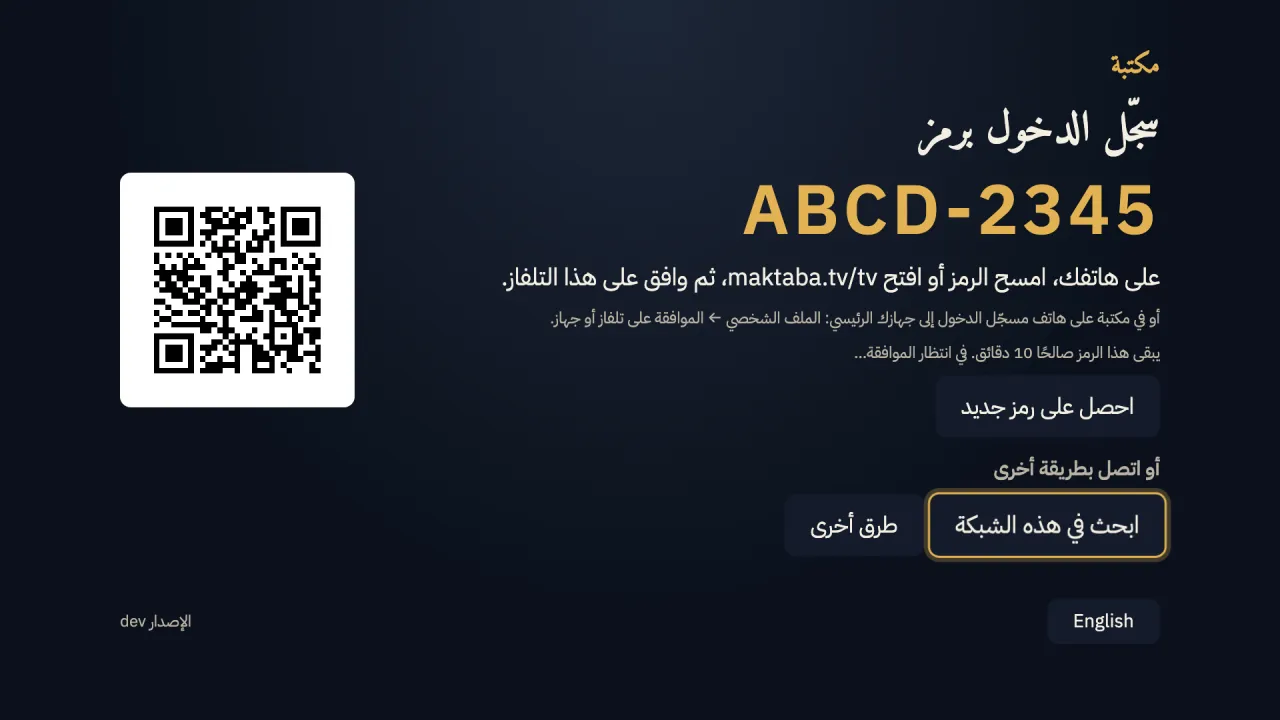 مكتبة
سجّل الدخول برمز
ABCD-2345
على هاتفك، امسح الرمز أو افتح maktaba.tv/tv، ثم وافق على هذا التلفاز.
أو في مكتبة على هاتف مسجّل الدخول إلى جهازك الرئيسي: الملف الشخصي ← الموافقة على تلفاز أو جهاز.
يبقى هذا الرمز صالحًا 10 دقائق. في انتظار الموافقة...
احصل على رمز جديد
أو اتصل بطريقة أخرى
ابحث في هذه الشبكة
طرق أخرى
English
الإصدار dev